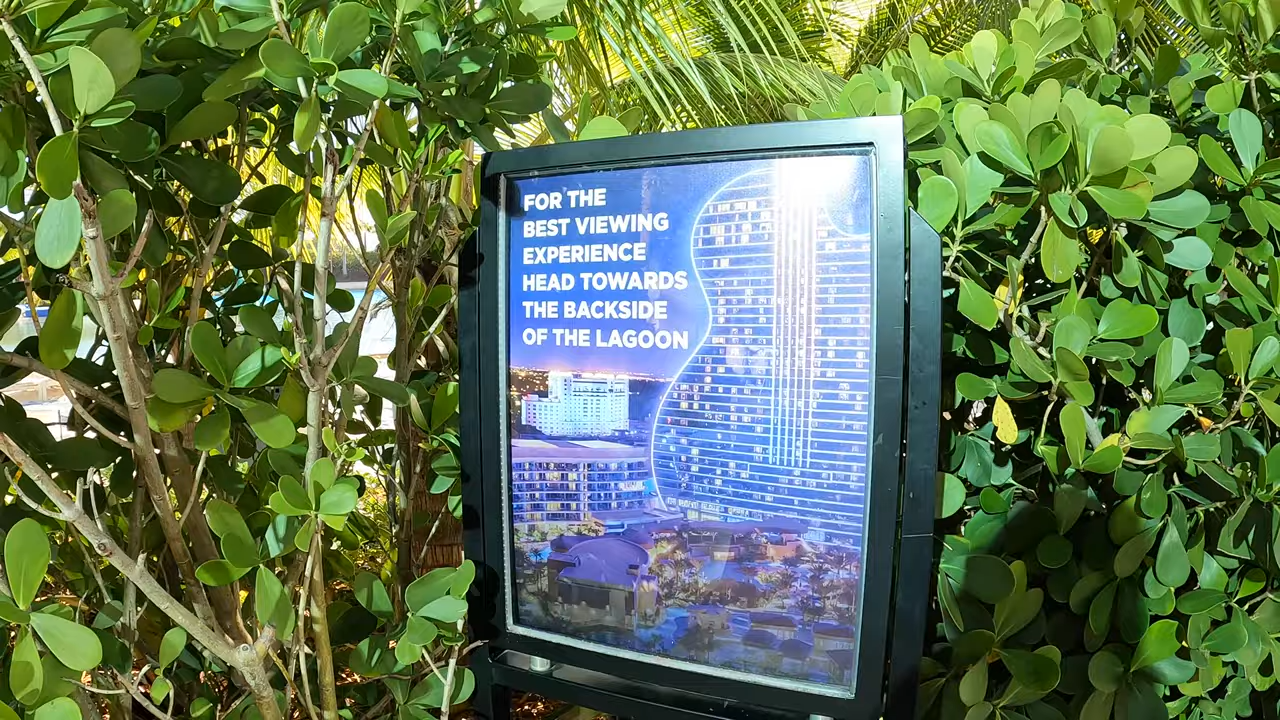 FOR THE
BEST VIEWING
EXPERIENCE
HEAD TOWARDS
THE BACKSIDE
OF THE LAGOON